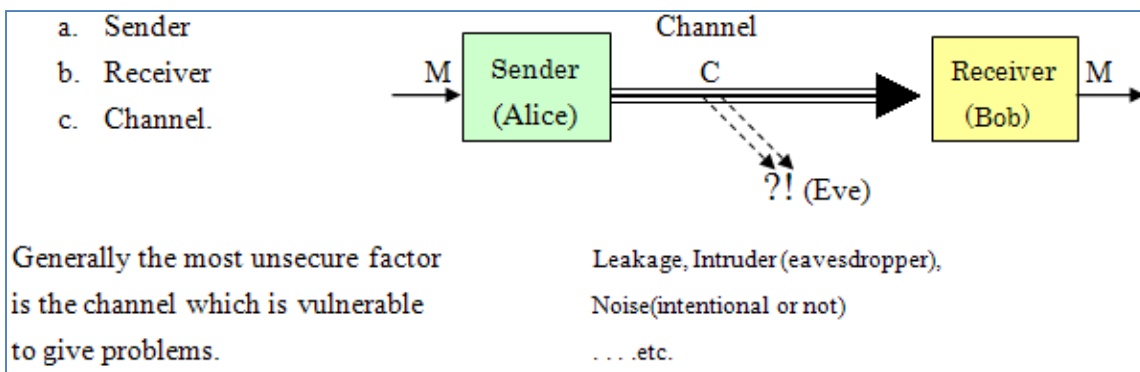 a. Sender
b. Receiver
c. Channel.
Channel
M
Sender
(Alice)
C
Receiver
(Bob)
M
?! (Eve)
Generally the most unsecure factor
is the channel which is vulnerable
to give problems.
Leakage, Intruder (eavesdropper),
Noise(intentional or not)
. . . .etc.